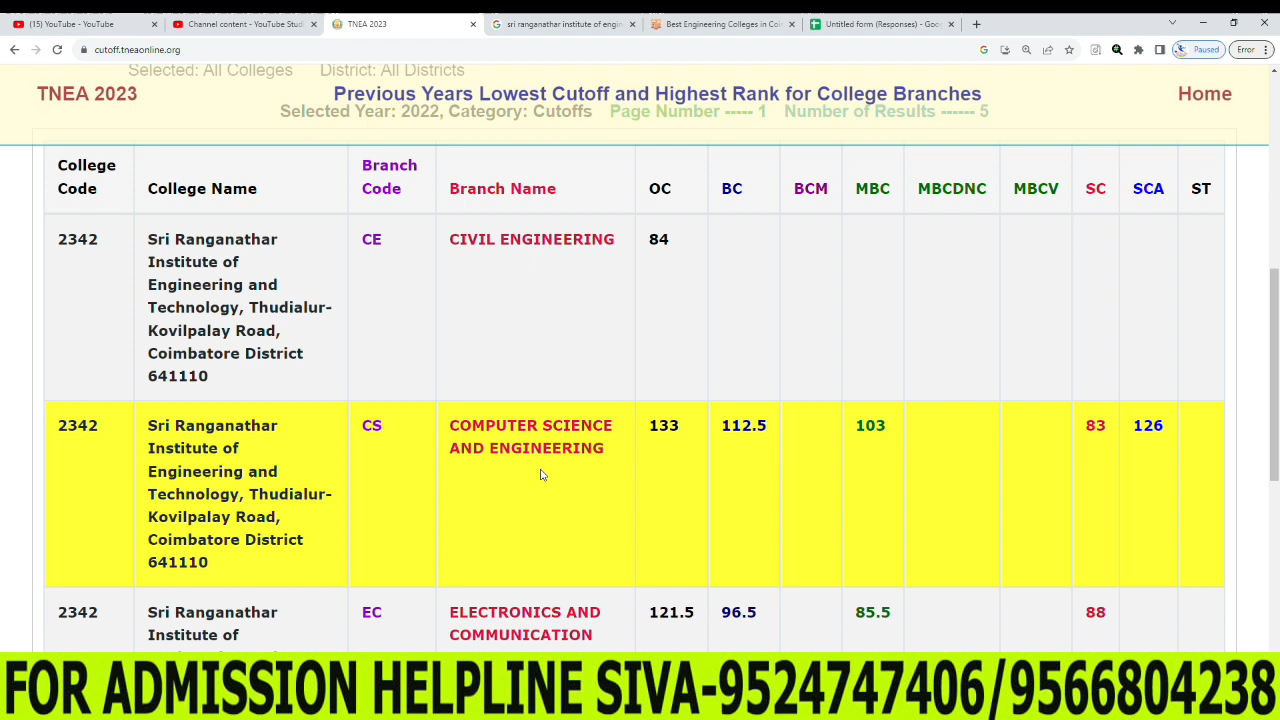 (15) YouTube - YouTube
Channel content - YouTube Studi
TNEA 2023
sri ranganathar institute of engin
Best Engineering Colleges in Coi
Untitled form (Responses) - Goo
cutoff.tneaonline.org
Paused
Error
Selected: All Colleges District: All Districts
TNEA 2023
Previous Years Lowest Cutoff and Highest Rank for College Branches
Home
Selected Year: 2022, Category: Cutoffs Page Number ----- 1 Number of Results ------ 5
College Code
College Name
Branch Code
Branch Name
OC
BC
BCM
MBC
MBCDNC
MBCV
SC
SCA
ST
2342
Sri Ranganathar
Institute of
Engineering and
Technology, Thudialur-
Kovilpalay Road,
Coimbatore District
641110
CE
CIVIL ENGINEERING
84
2342
Sri Ranganathar
Institute of
Engineering and
Technology, Thudialur-
Kovilpalay Road,
Coimbatore District
641110
CS
COMPUTER SCIENCE
AND ENGINEERING
133
112.5
103
83
126
2342
Sri Ranganathar
Institute of
EC
ELECTRONICS AND
COMMUNICATION
121.5
96.5
85.5
88
FOR ADMISSION HELPLINE SIVA-9524747406/9566804238